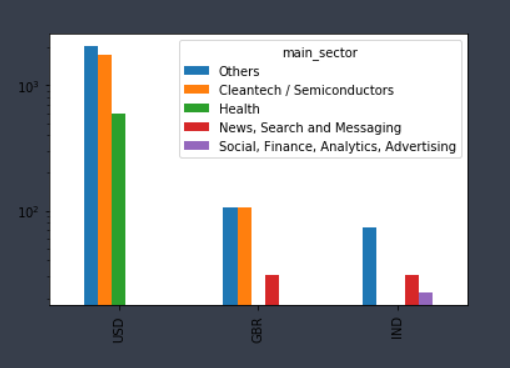 main_sector
Others
Cleantech / Semiconductors
Health
News, Search and Messaging
Social, Finance, Analytics, Advertising
10³
10²
USD
GBR
IND